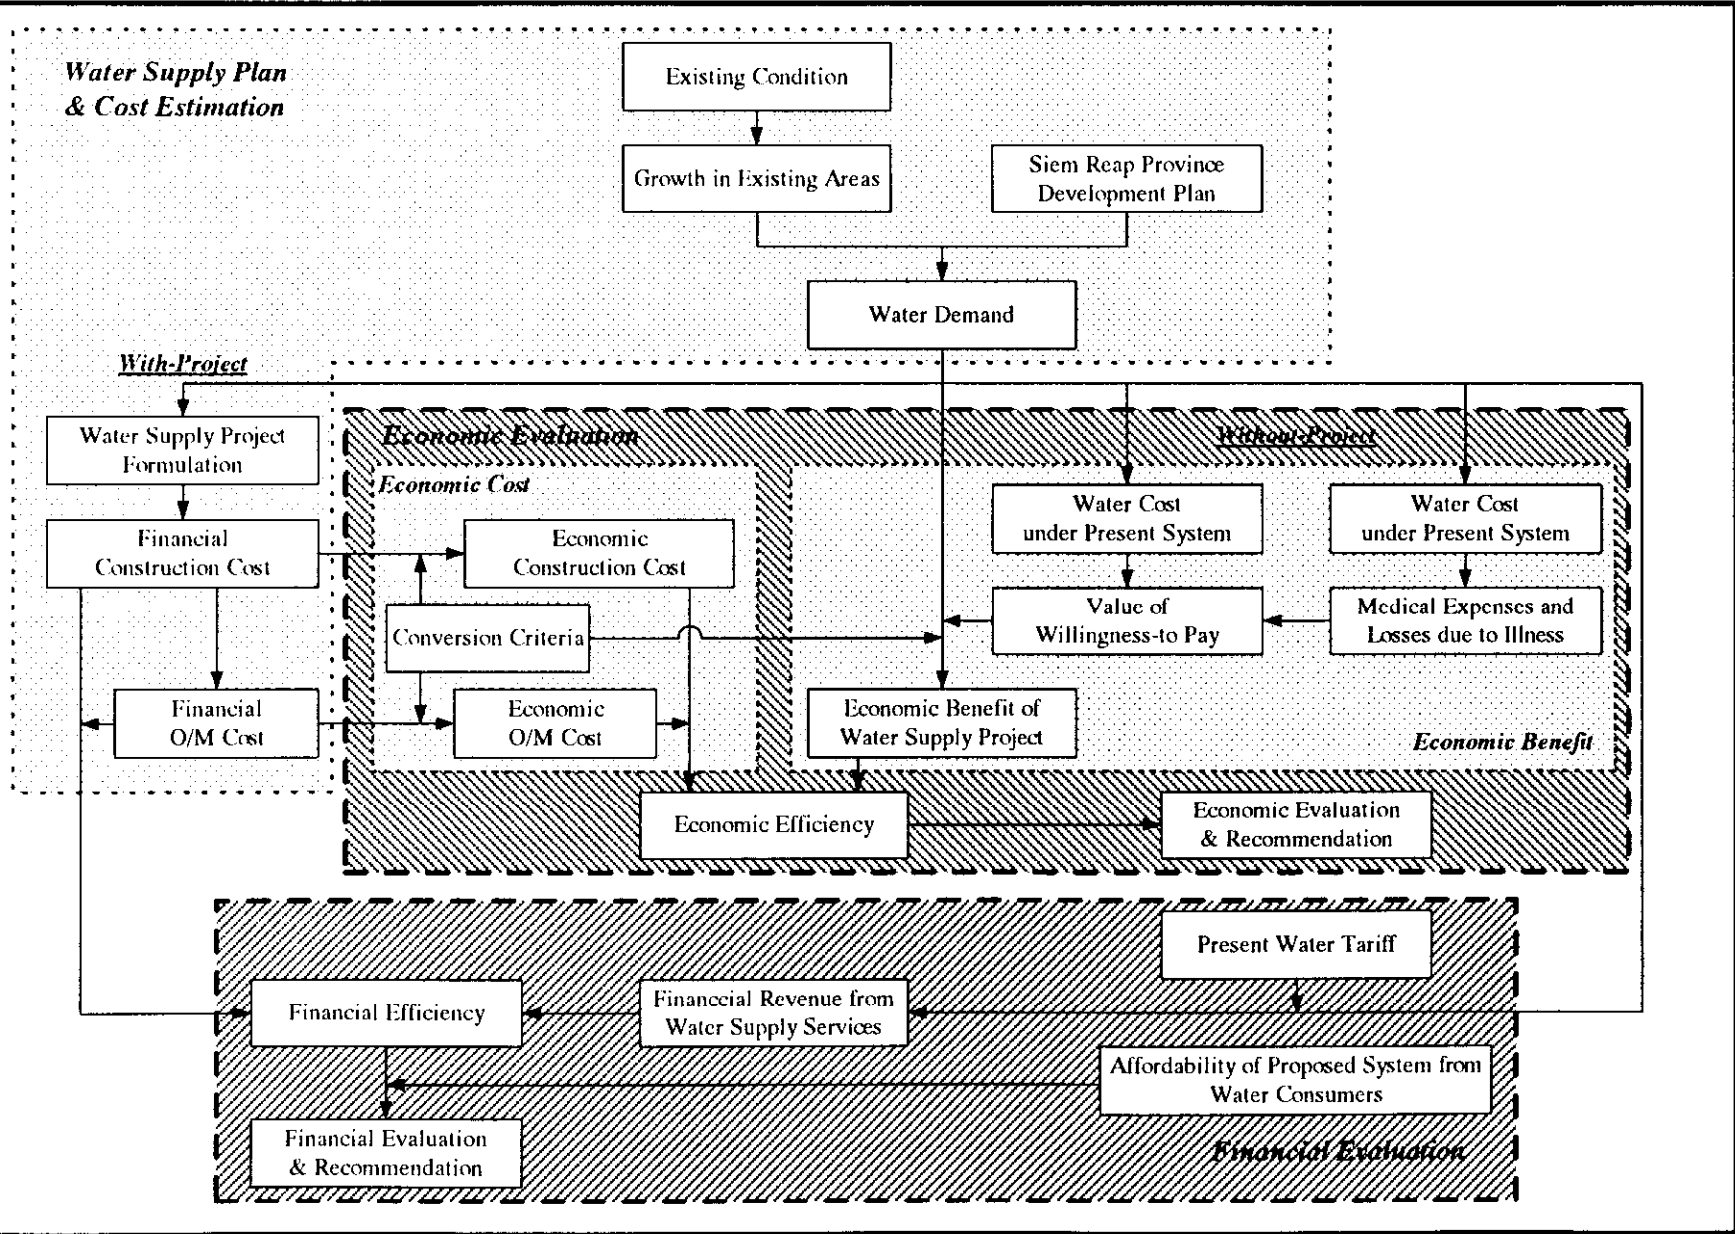 Water Supply Plan
& Cost Estimation
Existing Condition
Growth in Existing Areas
Siem Reap Province
Development Plan
Water Demand
With-Project
Water Supply Project
Formulation
Economic Evaluation
Without-Project
Economic Cost
Financial
Construction Cost
Economic
Construction Cost
Water Cost
under Present System
Water Cost
under Present System
Conversion Criteria
Value of
Willingness-to Pay
Medical Expenses and
Losses due to Illness
Financial
O/M Cost
Economic
O/M Cost
Economic Benefit of
Water Supply Project
Economic Benefit
Economic Efficiency
Economic Evaluation
& Recommendation
Present Water Tariff
Financial Efficiency
Finanecial Revenue from
Water Supply Services
Affordability of Proposed System from
Water Consumers
Financial Evaluation
& Recommendation
Financial Evaluation